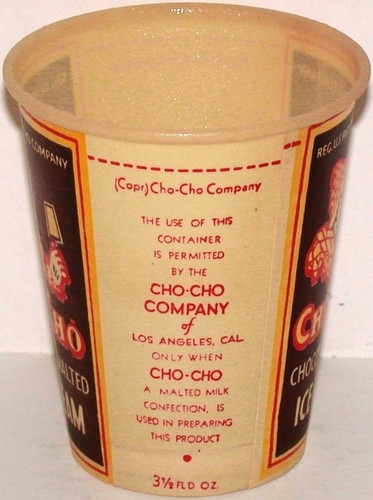 (Copr.) Cho-Cho Company
THE USE OF THIS
CONTAINER
IS PERMITTED
BY THE
CHO-CHO
COMPANY
of
LOS ANGELES, CAL.
ONLY WHEN
CHO-CHO
A MALTED MILK
CONFECTION, IS
USED IN PREPARING
THIS PRODUCT
3½ FLD OZ.
COMPANY
HO
MALTED
AM
REG. U.S. PA
CH
CHOC
ICE